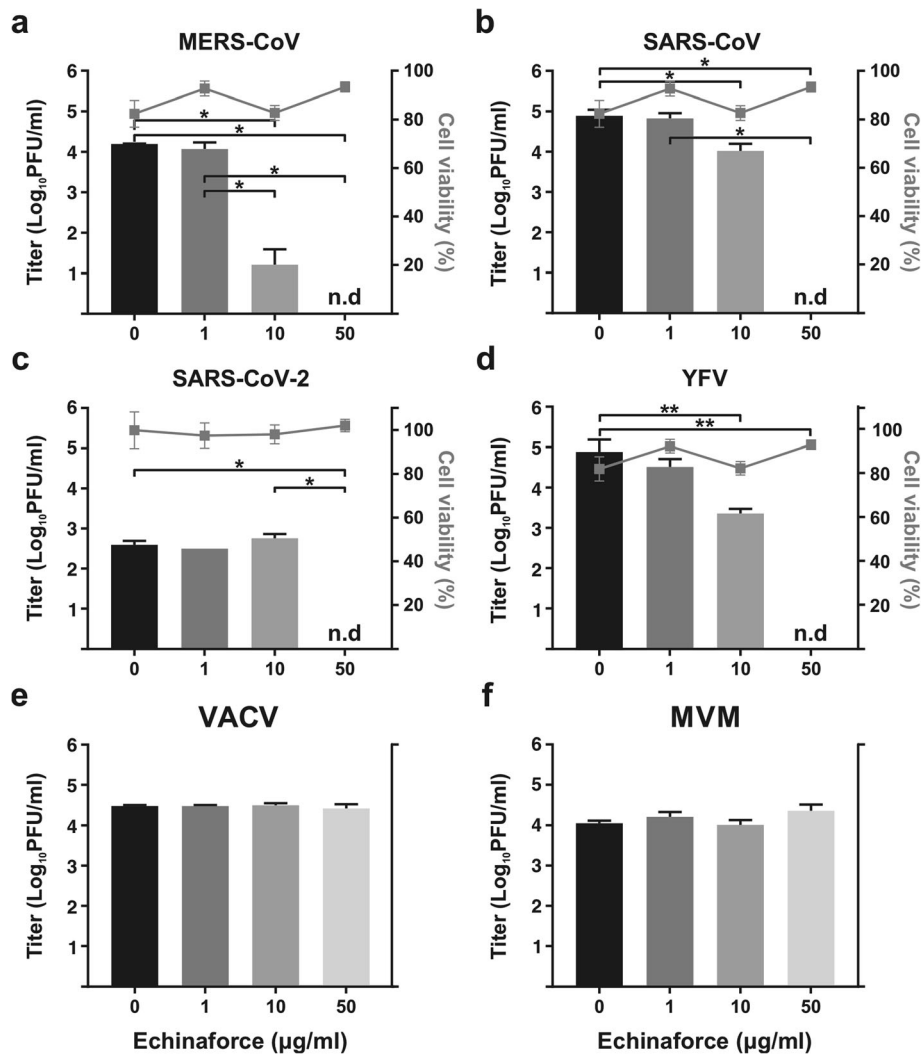 a
MERS-CoV
Titer (Log₁₀PFU/ml)
6
5
4
3
2
1
*
*
*
*
n.d
0 1 10 50
100
80
60
40
20
Cell viability (%)
b
SARS-CoV
Titer (Log₁₀PFU/ml)
6
5
4
3
2
1
*
*
*
n.d
0 1 10 50
100
80
60
40
20
Cell viability (%)
c
SARS-CoV-2
Titer (Log₁₀PFU/ml)
6
5
4
3
2
1
*
*
n.d
0 1 10 50
100
80
60
40
20
Cell viability (%)
d
YFV
Titer (Log₁₀PFU/ml)
6
5
4
3
2
1
**
**
n.d
0 1 10 50
100
80
60
40
20
Cell viability (%)
e
VACV
Titer (Log₁₀PFU/ml)
6
5
4
3
2
1
0 1 10 50
Echinaforce (μg/ml)
f
MVM
Titer (Log₁₀PFU/ml)
6
5
4
3
2
1
0 1 10 50
Echinaforce (μg/ml)